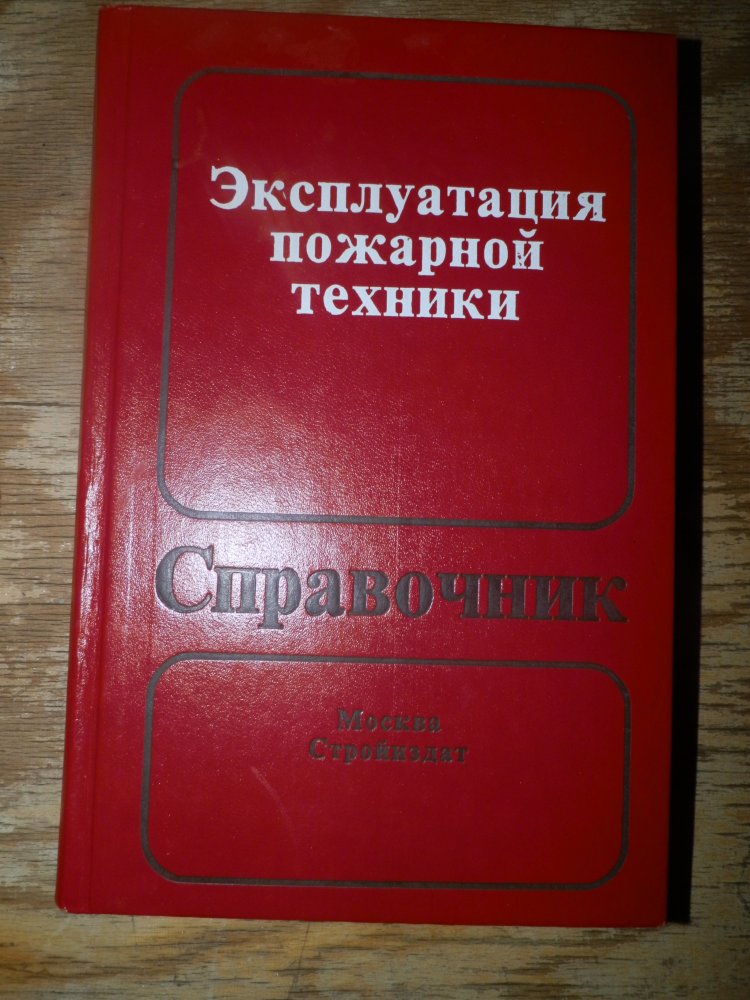 Эксплуатация
пожарной
техники
Справочник
Москва
Стройиздат